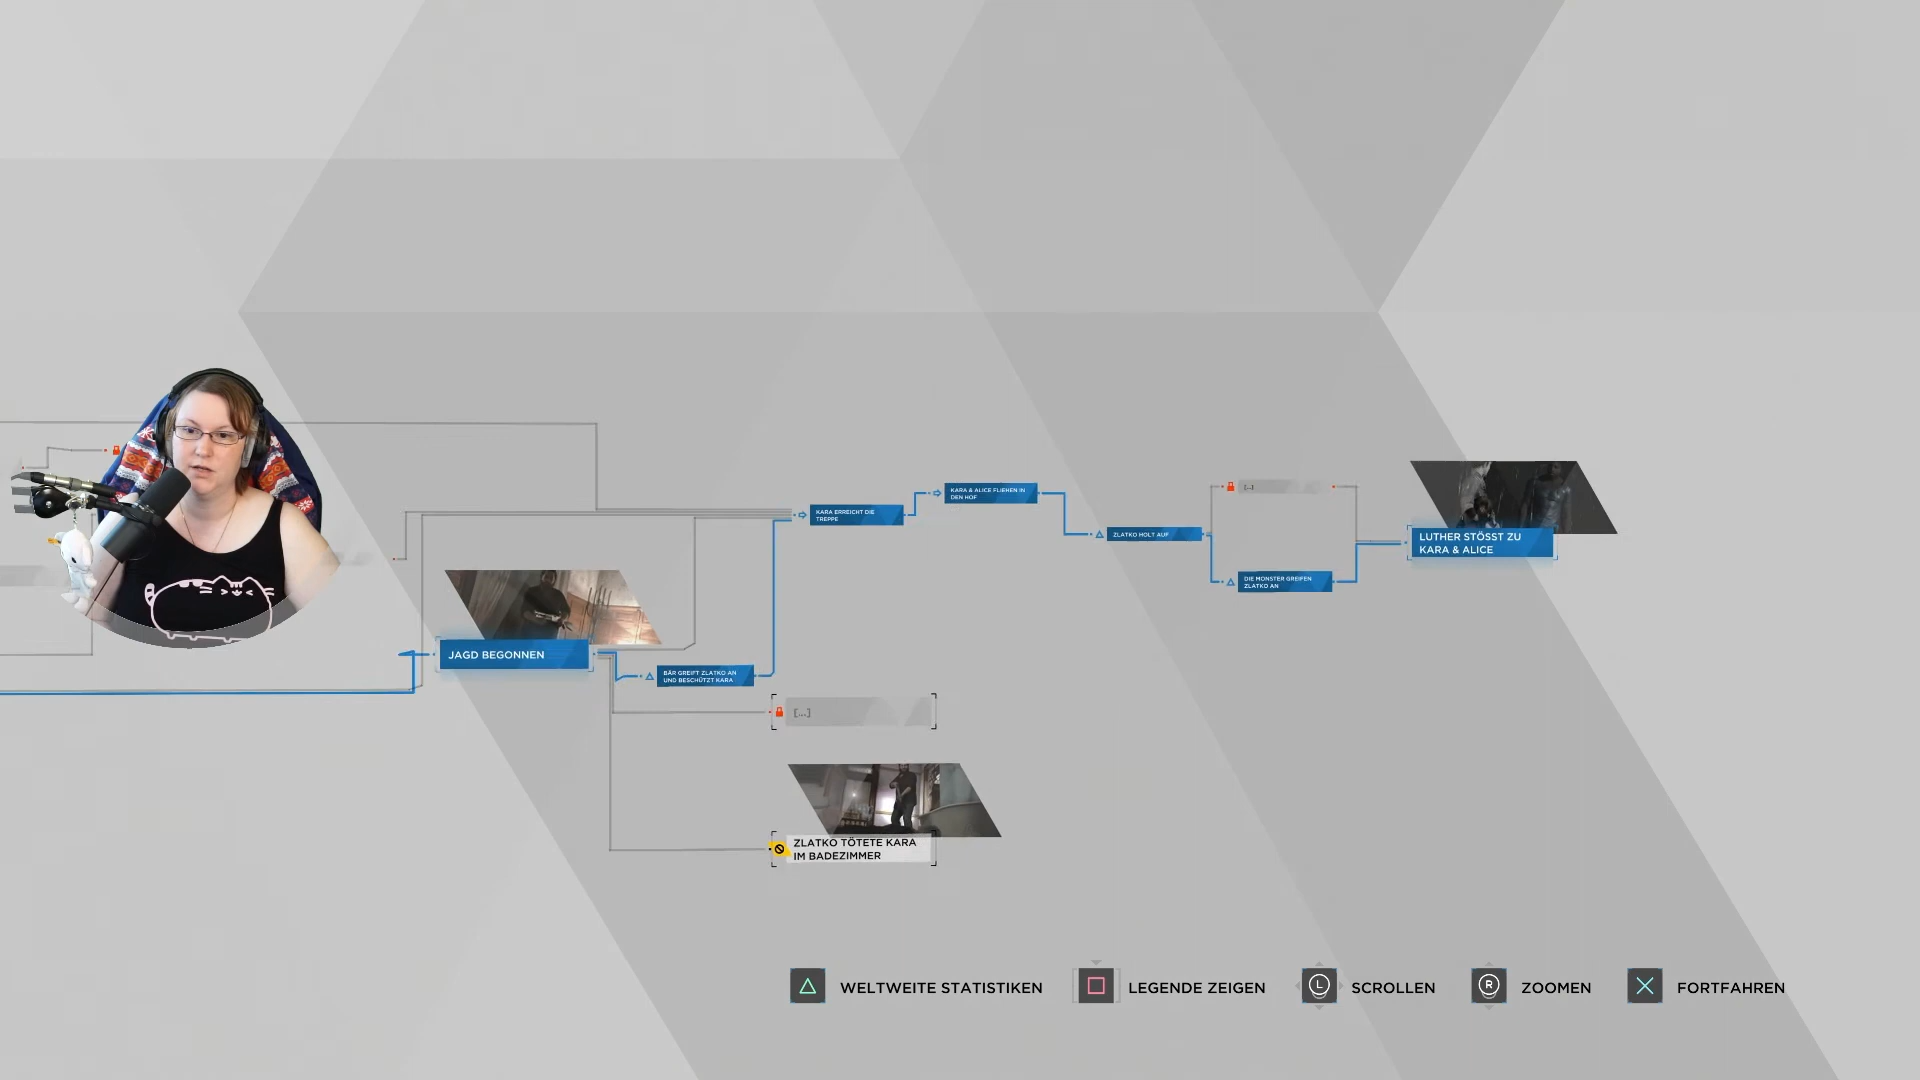 KARA & ALICE FLIEHEN IN
DEN HOF
KARA ERREICHT DIE
TREPPE
ZLATKO HOLT AUF
[...]
LUTHER STÖSST ZU
KARA & ALICE
DIE MONSTER GREIFEN
ZLATKO AN
JAGD BEGONNEN
BÄR GREIFT ZLATKO AN
UND BESCHÜTZT KARA
[...]
ZLATKO TÖTETE KARA
IM BADEZIMMER
WELTWEITE STATISTIKEN
LEGENDE ZEIGEN
L
SCROLLEN
R
ZOOMEN
FORTFAHREN